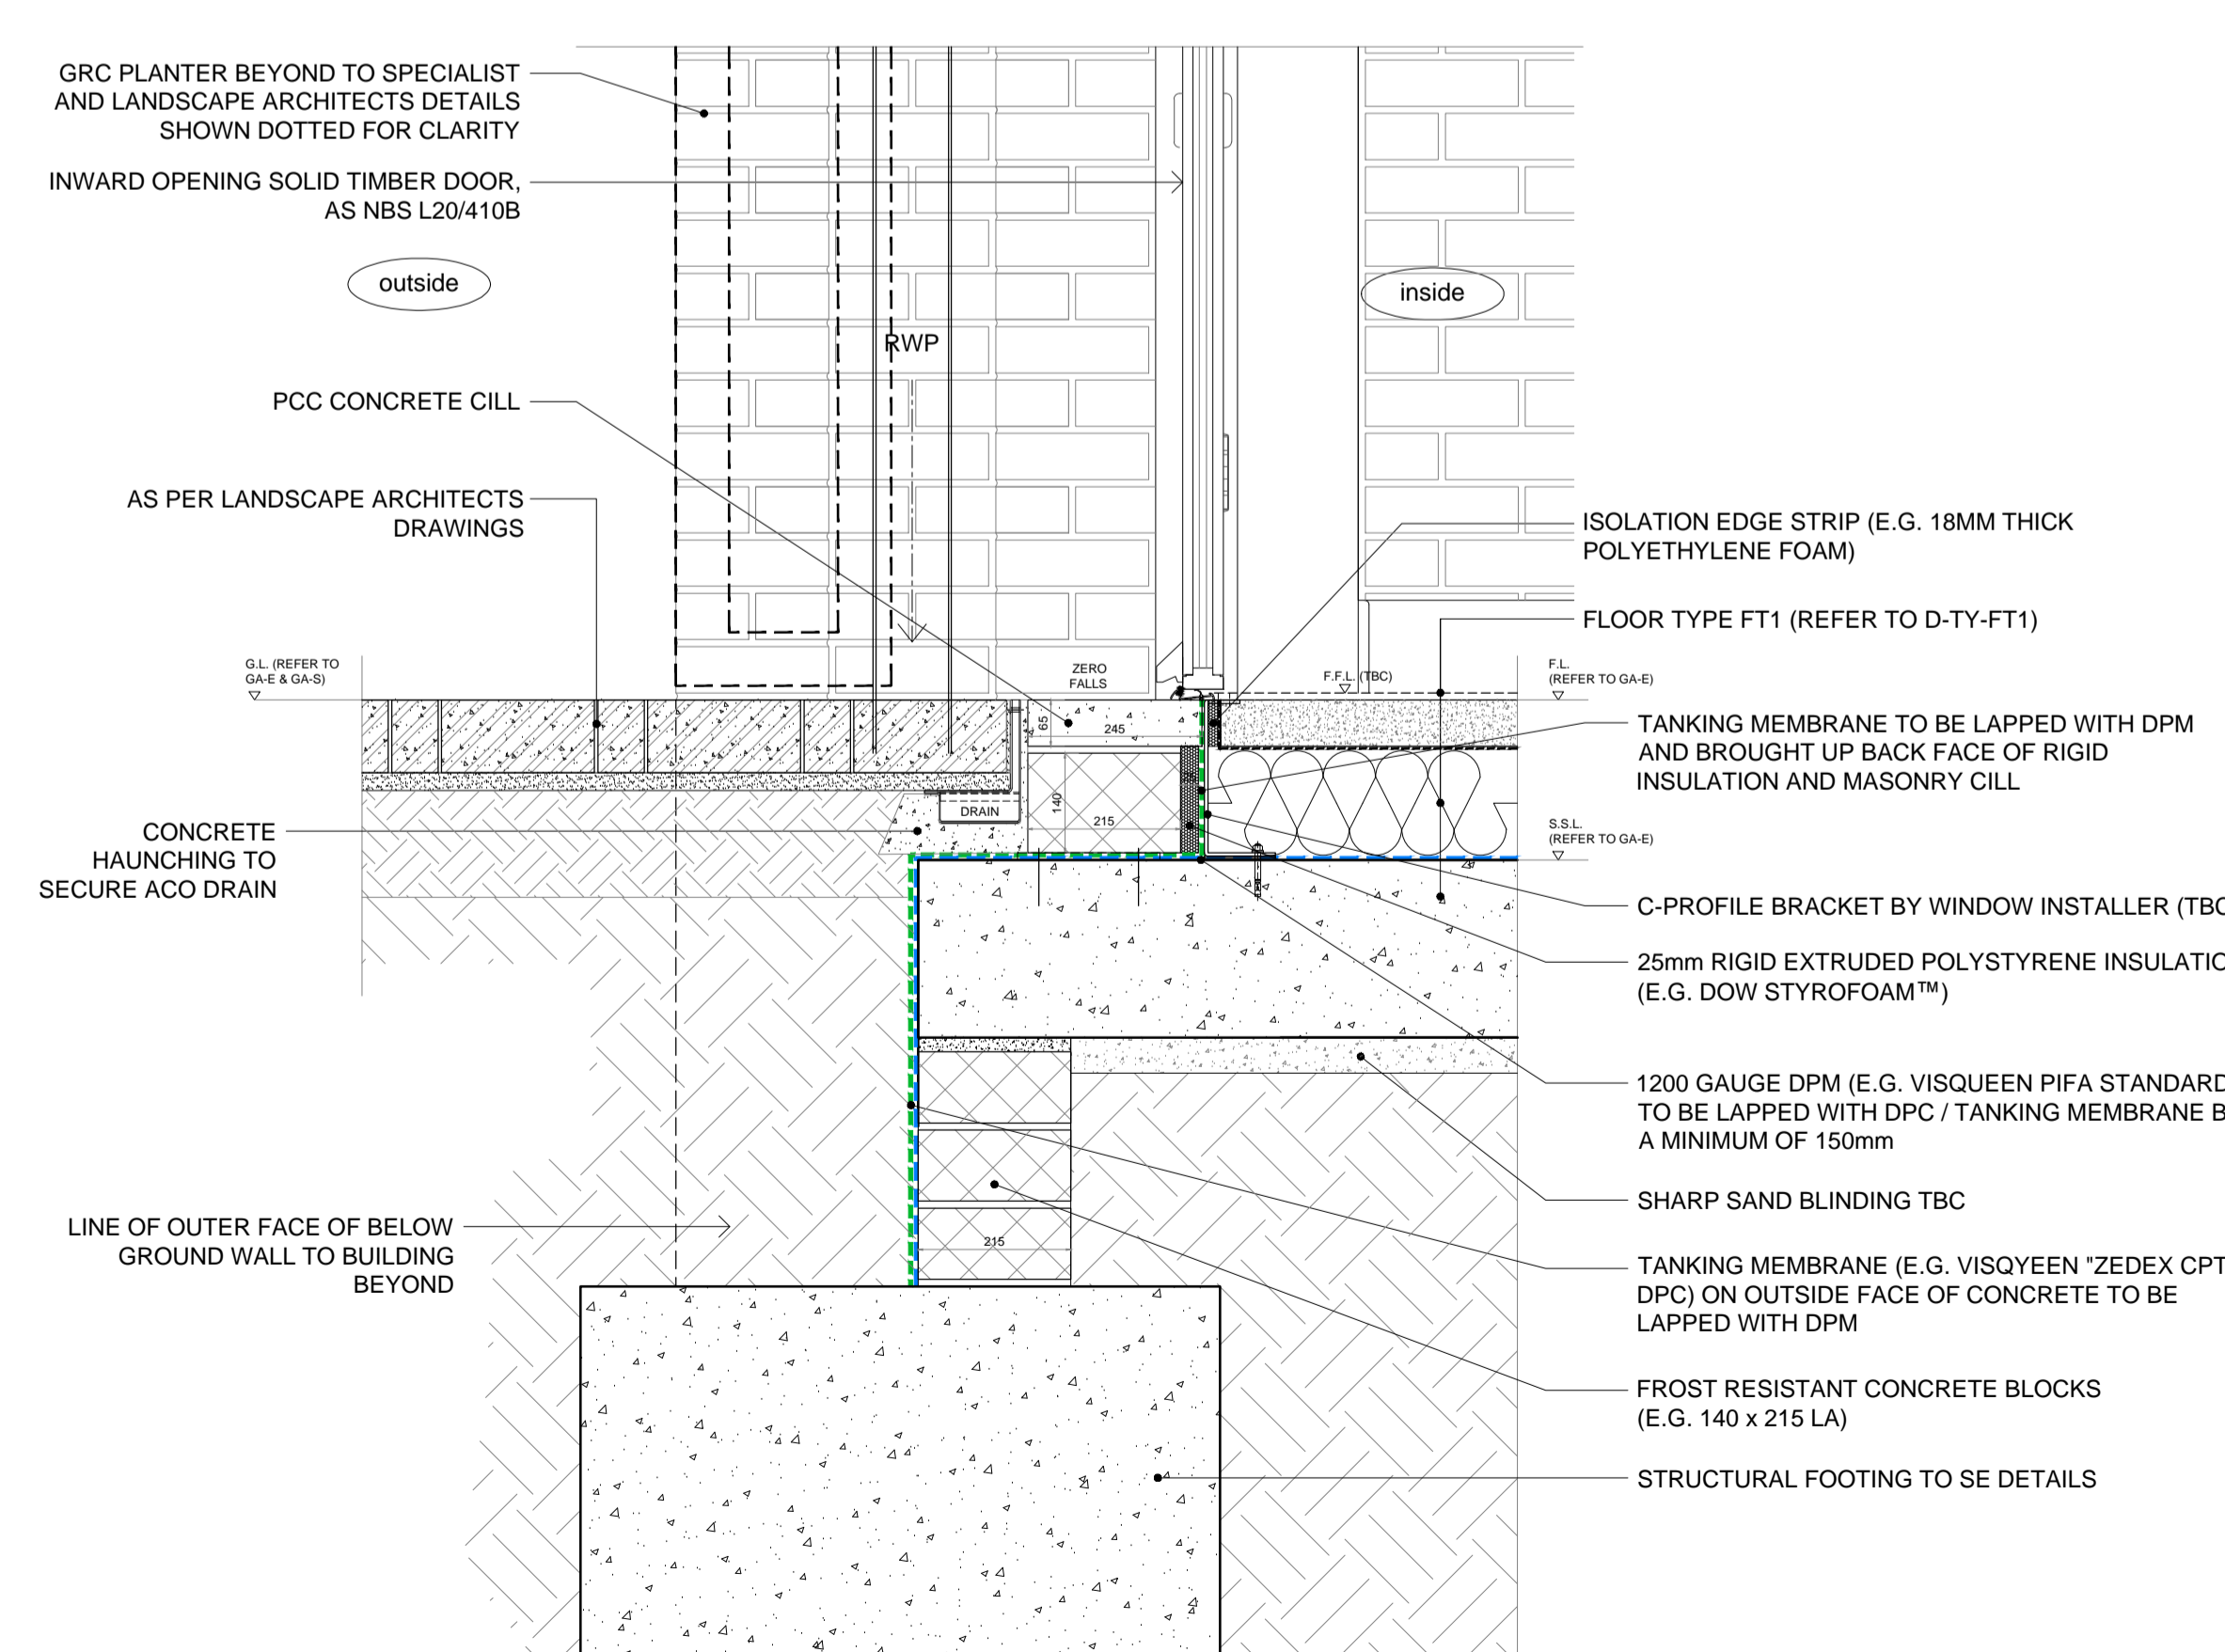 GRC PLANTER BEYOND TO SPECIALIST
AND LANDSCAPE ARCHITECTS DETAILS
SHOWN DOTTED FOR CLARITY
INWARD OPENING SOLID TIMBER DOOR,
AS NBS L20/410B
outside
inside
RWP
PCC CONCRETE CILL
AS PER LANDSCAPE ARCHITECTS
DRAWINGS
ISOLATION EDGE STRIP (E.G. 18MM THICK
POLYETHYLENE FOAM)
FLOOR TYPE FT1 (REFER TO D-TY-FT1)
G.L. (REFER TO
GA-E & GA-S)
ZERO
FALLS
F.F.L. (TBC)
F.L.
(REFER TO GA-E)
65
245
TANKING MEMBRANE TO BE LAPPED WITH DPM
AND BROUGHT UP BACK FACE OF RIGID
INSULATION AND MASONRY CILL
140
215
DRAIN
CONCRETE
HAUNCHING TO
SECURE ACO DRAIN
S.S.L.
(REFER TO GA-E)
C-PROFILE BRACKET BY WINDOW INSTALLER (TBC
25mm RIGID EXTRUDED POLYSTYRENE INSULATIO
(E.G. DOW STYROFOAM™)
1200 GAUGE DPM (E.G. VISQUEEN PIFA STANDARD
TO BE LAPPED WITH DPC / TANKING MEMBRANE B
A MINIMUM OF 150mm
SHARP SAND BLINDING TBC
LINE OF OUTER FACE OF BELOW
GROUND WALL TO BUILDING
BEYOND
215
TANKING MEMBRANE (E.G. VISQYEEN "ZEDEX CPT
DPC) ON OUTSIDE FACE OF CONCRETE TO BE
LAPPED WITH DPM
FROST RESISTANT CONCRETE BLOCKS
(E.G. 140 x 215 LA)
STRUCTURAL FOOTING TO SE DETAILS